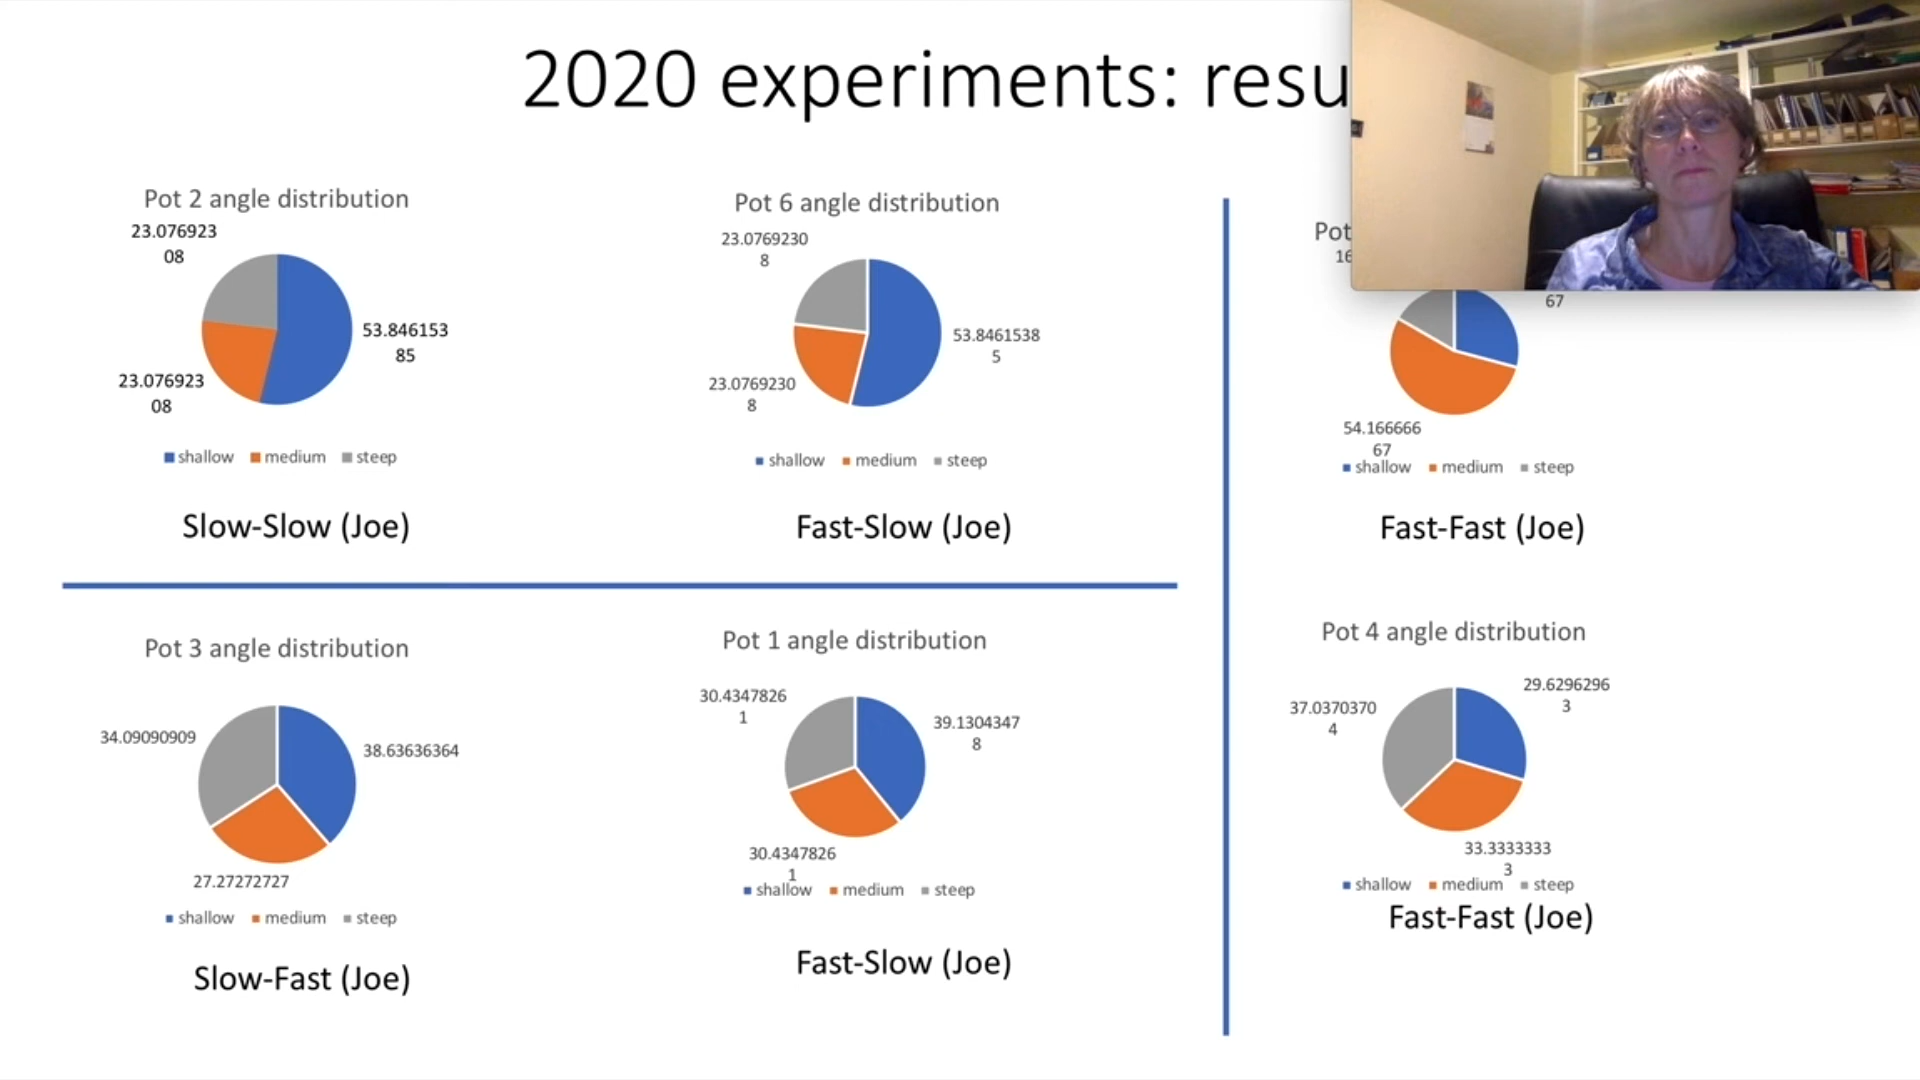 2020 experiments: resu
Pot 2 angle distribution
23.076923
08
53.846153
85
23.076923
08
shallow medium steep
Slow-Slow (Joe)
Pot 6 angle distribution
23.0769230
8
53.8461538
5
23.0769230
8
shallow medium steep
Fast-Slow (Joe)
Pot
16
67
54.166666
67
shallow medium steep
Fast-Fast (Joe)
Pot 3 angle distribution
34.09090909
38.63636364
27.27272727
shallow medium steep
Slow-Fast (Joe)
Pot 1 angle distribution
30.4347826
1
39.1304347
8
30.4347826
1
shallow medium steep
Fast-Slow (Joe)
Pot 4 angle distribution
29.6296296
3
37.0370370
4
33.3333333
3
shallow medium steep
Fast-Fast (Joe)